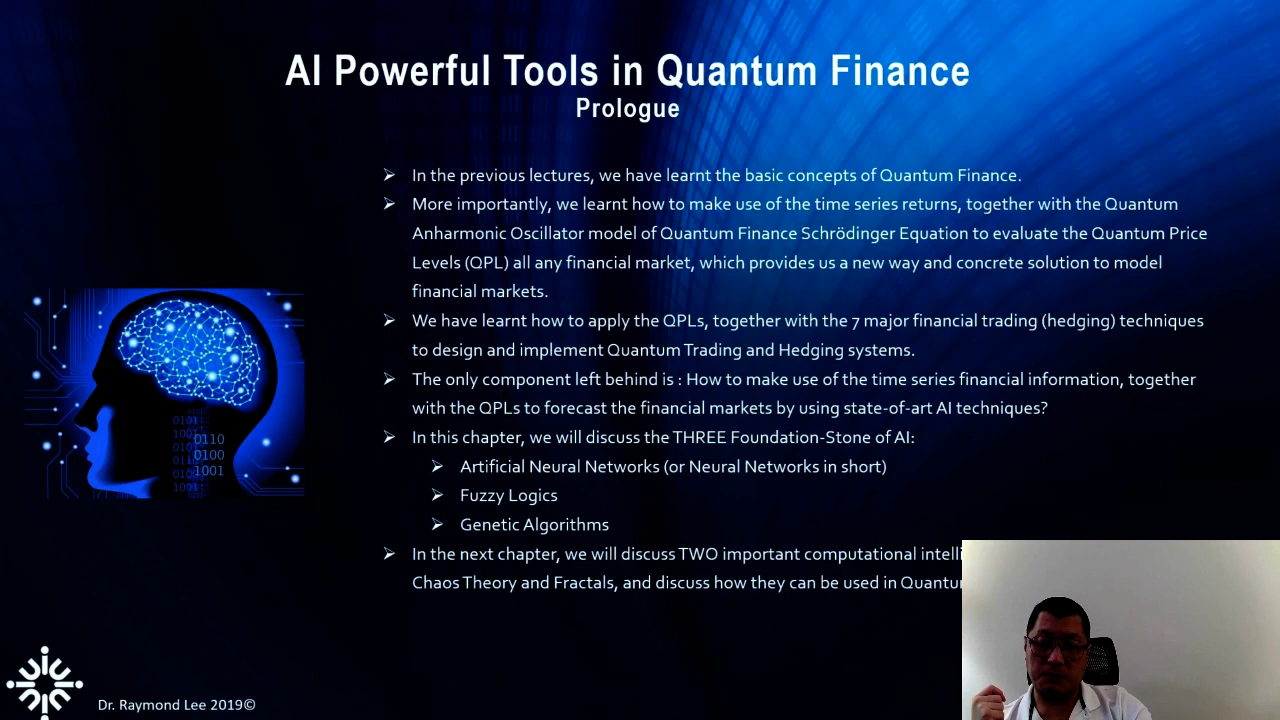 AI Powerful Tools in Quantum Finance
Prologue
➢ In the previous lectures, we have learnt the basic concepts of Quantum Finance.
➢ More importantly, we learnt how to make use of the time series returns, together with the Quantum
Anharmonic Oscillator model of Quantum Finance Schrödinger Equation to evaluate the Quantum Price
Levels (QPL) all any financial market, which provides us a new way and concrete solution to model
financial markets.
➢ We have learnt how to apply the QPLs, together with the 7 major financial trading (hedging) techniques
to design and implement Quantum Trading and Hedging systems.
➢ The only component left behind is : How to make use of the time series financial information, together
with the QPLs to forecast the financial markets by using state-of-art AI techniques?
➢ In this chapter, we will discuss the THREE Foundation-Stone of AI:
➢ Artificial Neural Networks (or Neural Networks in short)
➢ Fuzzy Logics
➢ Genetic Algorithms
➢ In the next chapter, we will discuss TWO important computational
Chaos Theory and Fractals, and discuss how they can be used in
0110
0100
1001
Dr. Raymond Lee 2019©